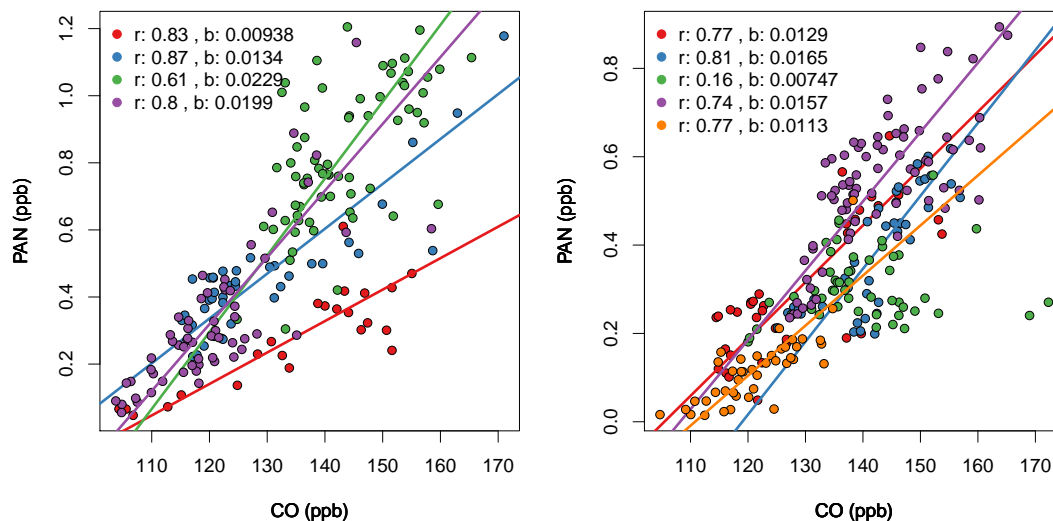 r: 0.83 , b: 0.00938
r: 0.87 , b: 0.0134
r: 0.61 , b: 0.0229
r: 0.8 , b: 0.0199
PAN (ppb)
0.2 0.4 0.6 0.8 1.0 1.2
110 120 130 140 150 160 170
CO (ppb)
r: 0.77 , b: 0.0129
r: 0.81 , b: 0.0165
r: 0.16 , b: 0.00747
r: 0.74 , b: 0.0157
r: 0.77 , b: 0.0113
PAN (ppb)
0.0 0.2 0.4 0.6 0.8
110 120 130 140 150 160 170
CO (ppb)